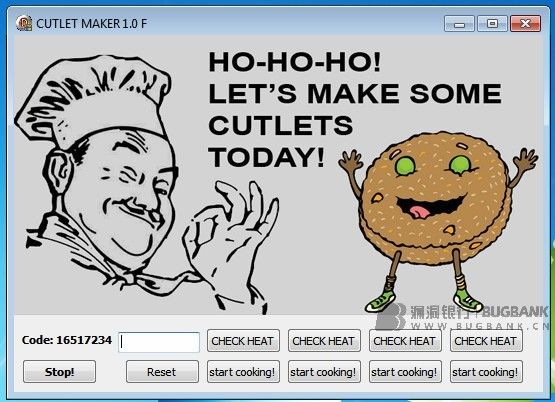 CUTLET MAKER 1.0 F
HO-HO-HO!
LET'S MAKE SOME
CUTLETS
TODAY!
漏洞银行 | BUGBANK
WWW.BUGBANK.CN
Code: 16517234 CHECK HEAT CHECK HEAT CHECK HEAT CHECK HEAT
Stop! Reset start cooking! start cooking! start cooking! start cooking!